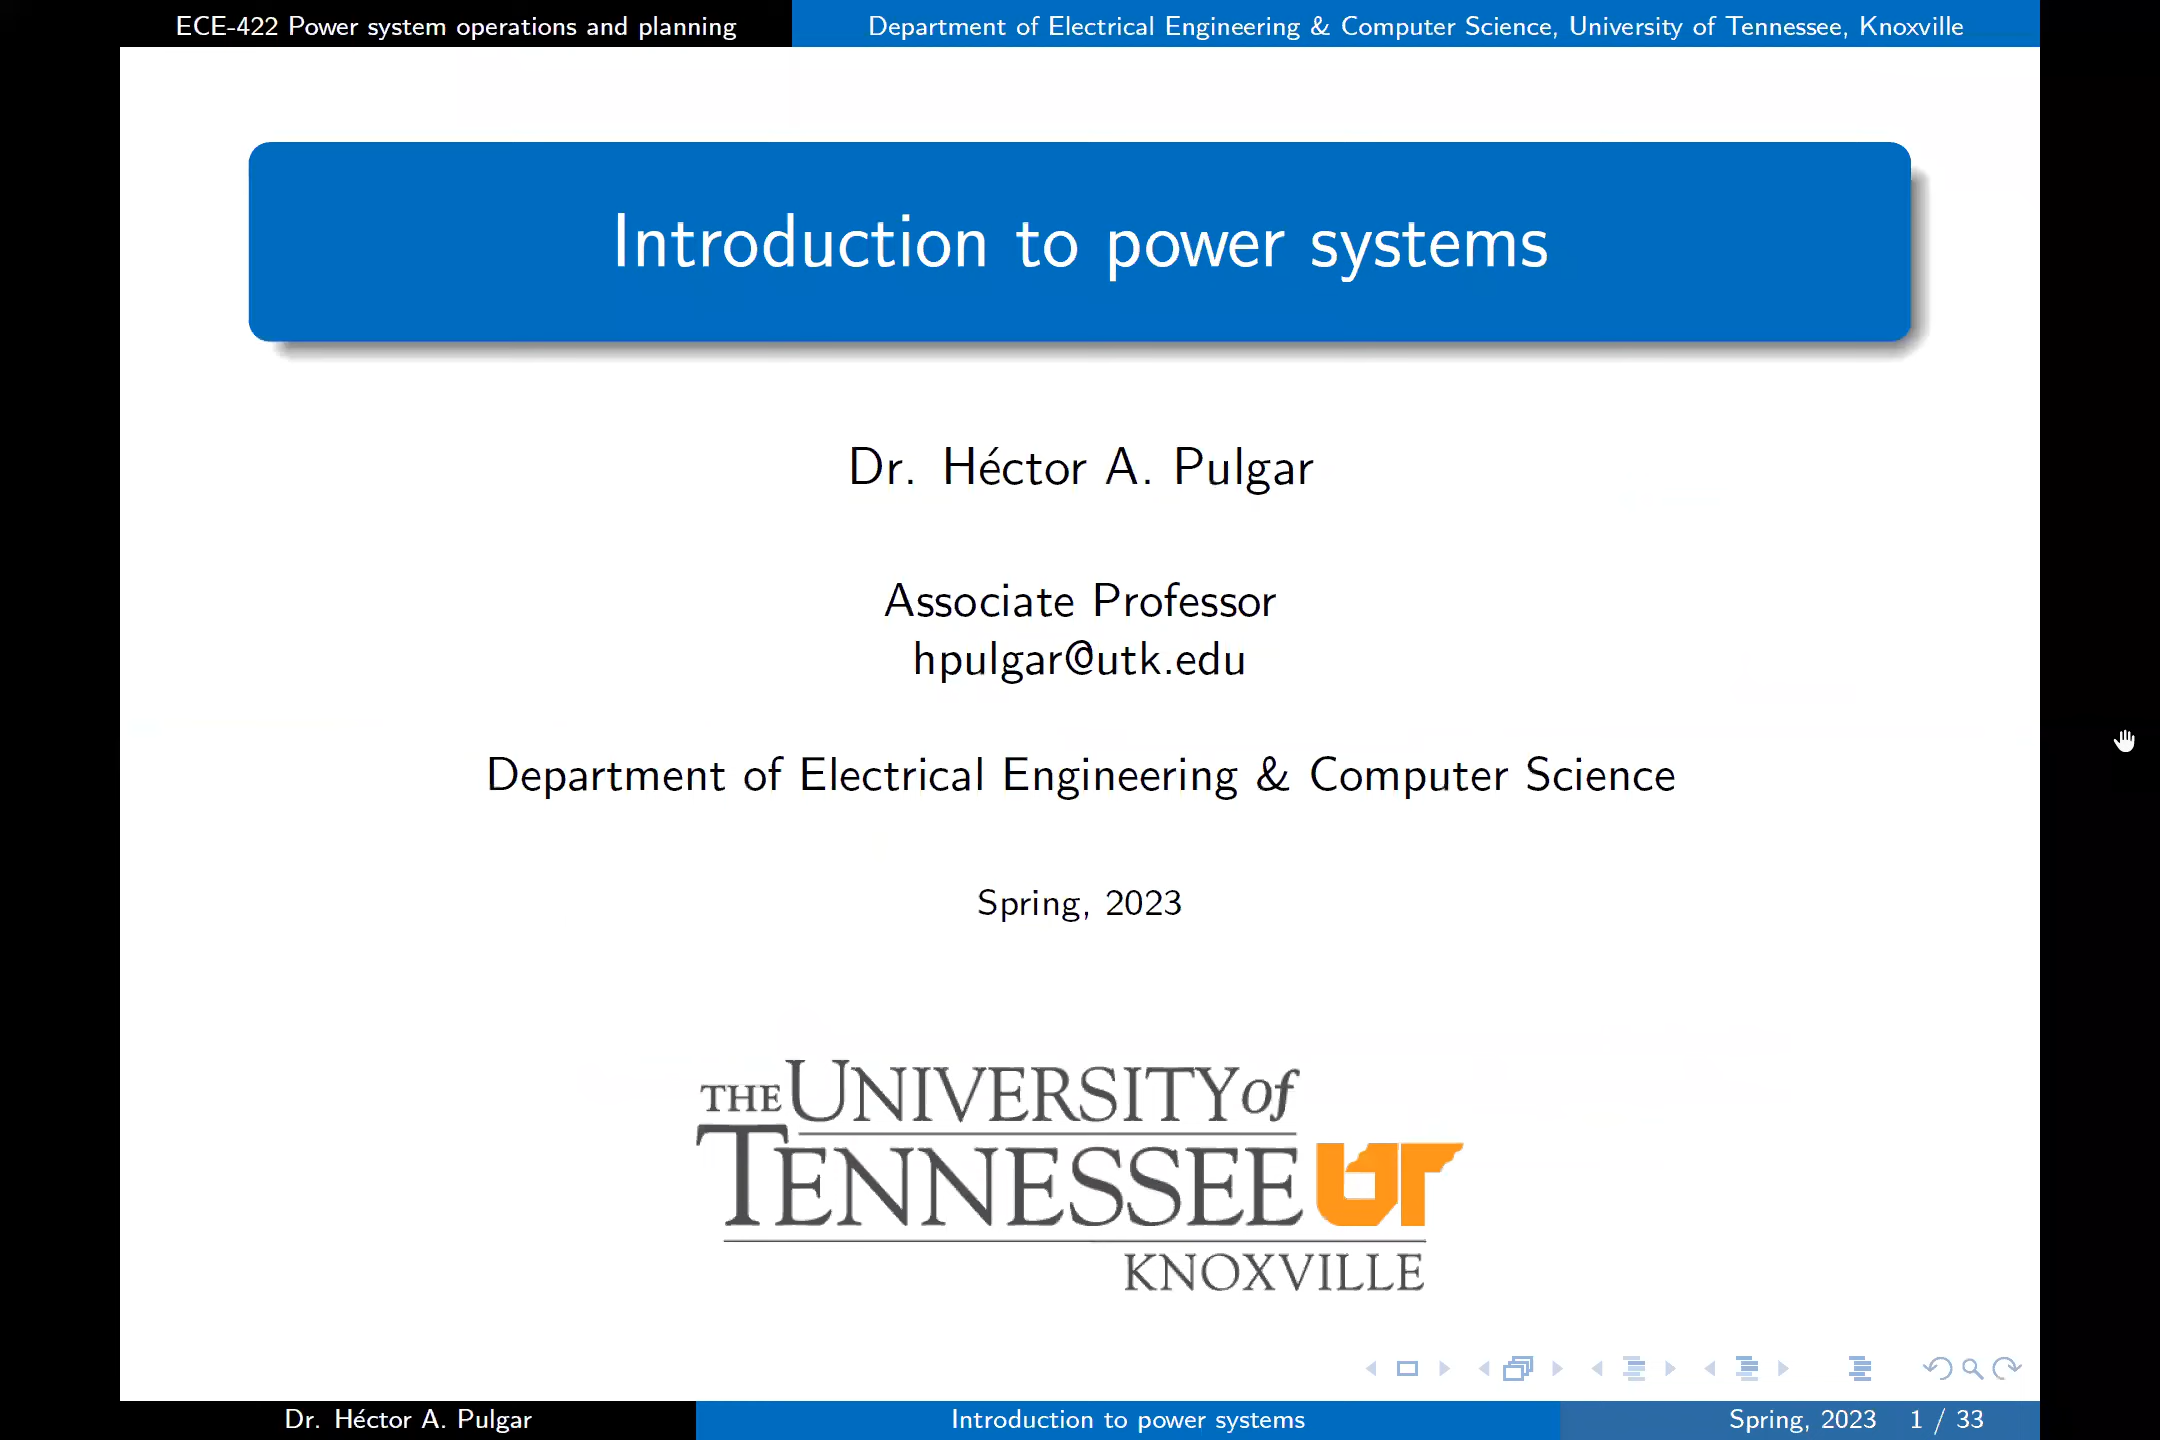 ECE-422 Power system operations and planning
Department of Electrical Engineering & Computer Science, University of Tennessee, Knoxville
Introduction to power systems
Dr. Héctor A. Pulgar
Associate Professor
hpulgar@utk.edu
Department of Electrical Engineering & Computer Science
Spring, 2023
THE UNIVERSITY of
TENNESSEE UT
KNOXVILLE
Dr. Héctor A. Pulgar
Introduction to power systems
Spring, 2023 1 / 33